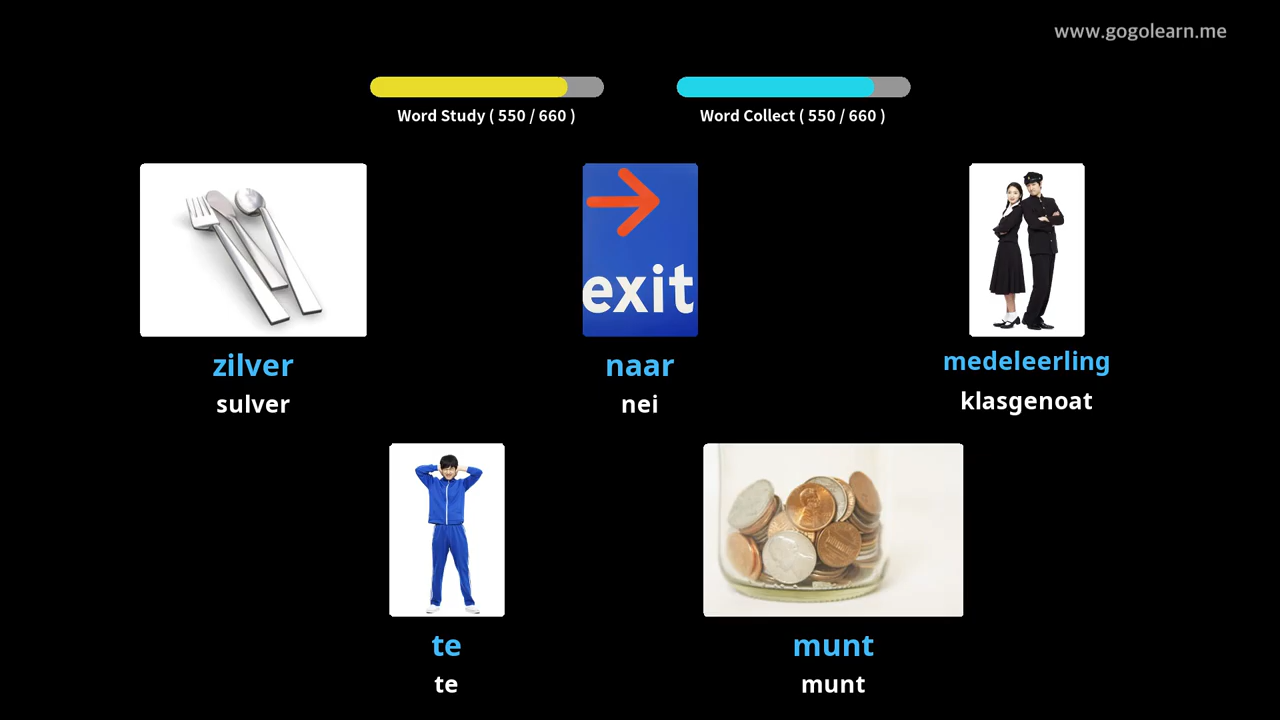 www.gogolearn.me
Word Study ( 550 / 660 )
Word Collect ( 550 / 660 )
exit
zilver
sulver
naar
nei
medeleerling
klasgenoat
te
te
munt
munt